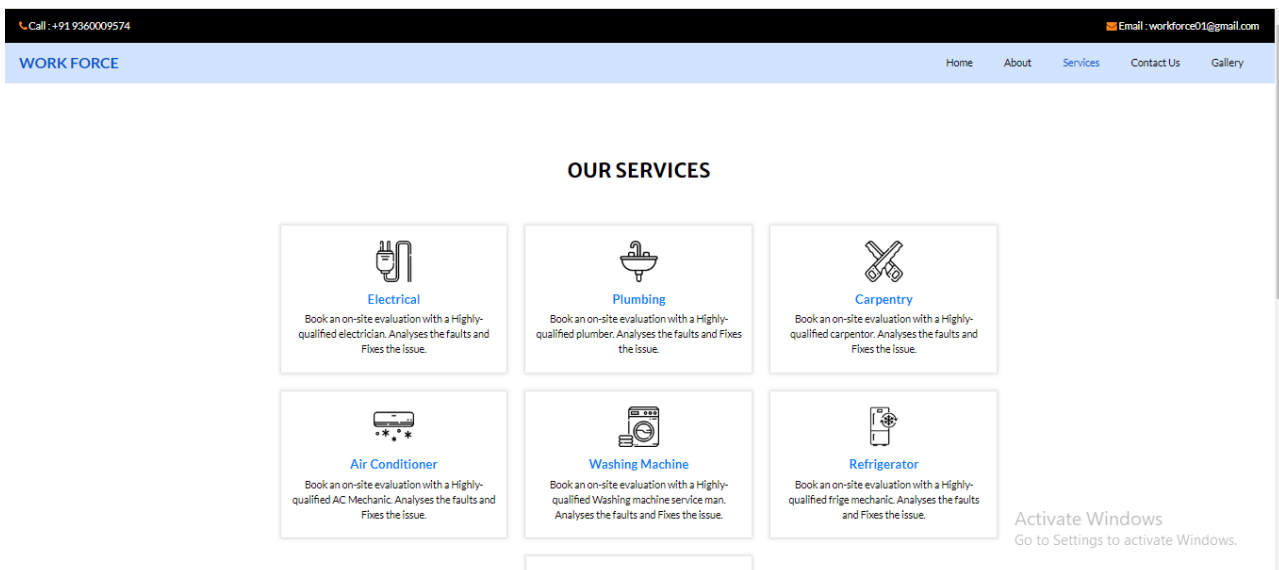 Call : +91 9360009574
Email : workforce01@gmail.com
WORK FORCE
Home
About
Services
Contact Us
Gallery
OUR SERVICES
Electrical
Book an on-site evaluation with a Highly-
qualified electrician. Analyses the faults and
Fixes the issue.
Plumbing
Book an on-site evaluation with a Highly-
qualified plumber. Analyses the faults and Fixes
the issue.
Carpentry
Book an on-site evaluation with a Highly-
qualified carpentor. Analyses the faults and
Fixes the issue.
Air Conditioner
Book an on-site evaluation with a Highly-
qualified AC Mechanic. Analyses the faults and
Fixes the issue.
Washing Machine
Book an on-site evaluation with a Highly-
qualified Washing machine service man.
Analyses the faults and Fixes the issue.
Refrigerator
Book an on-site evaluation with a Highly-
qualified frige mechanic. Analyses the faults
and Fixes the issue.
Activate Windows
Go to Settings to activate Windows.